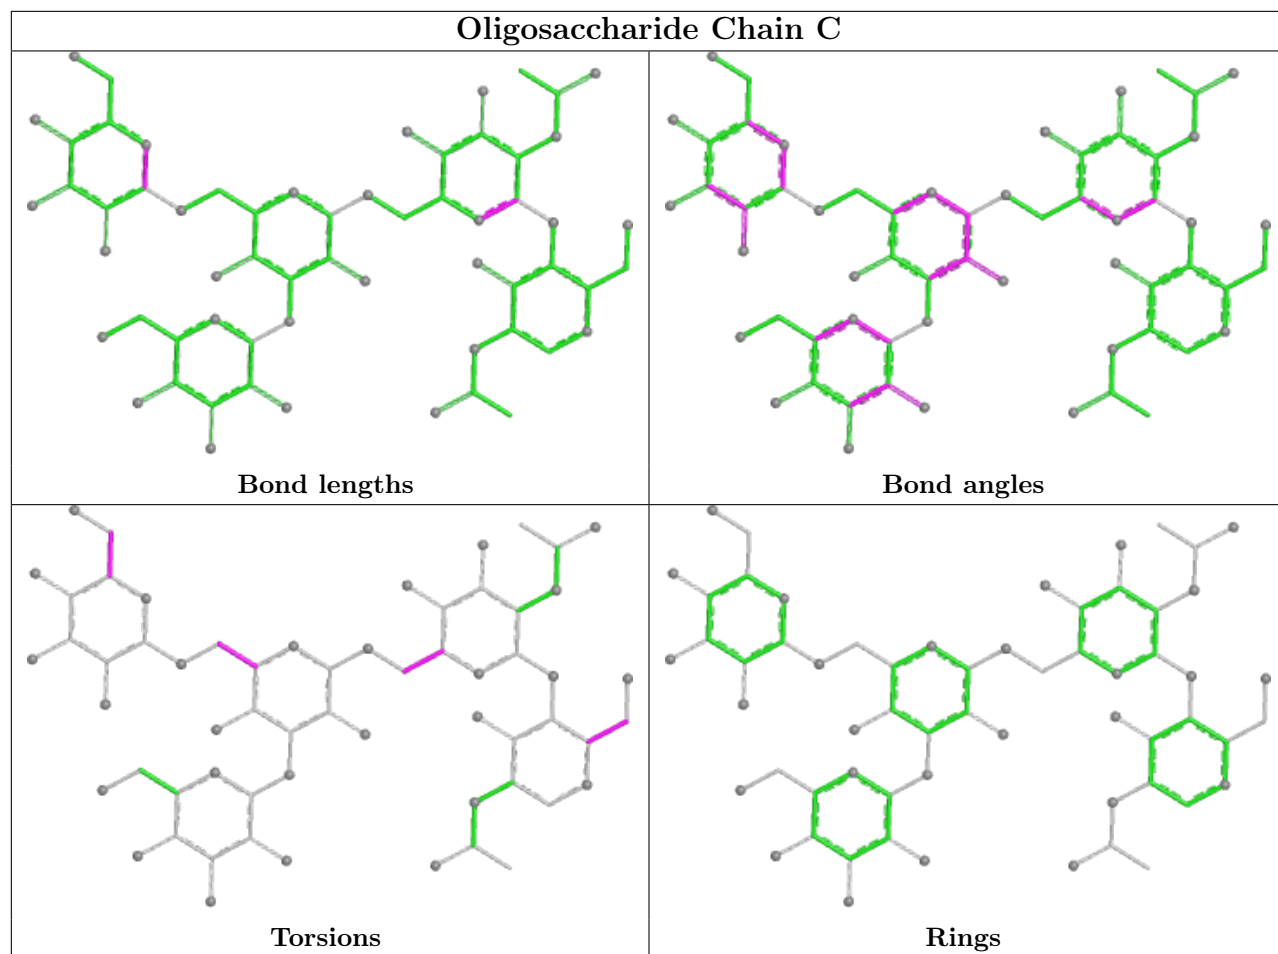 Oligosaccharide Chain C
Bond lengths
Bond angles
Torsions
Rings